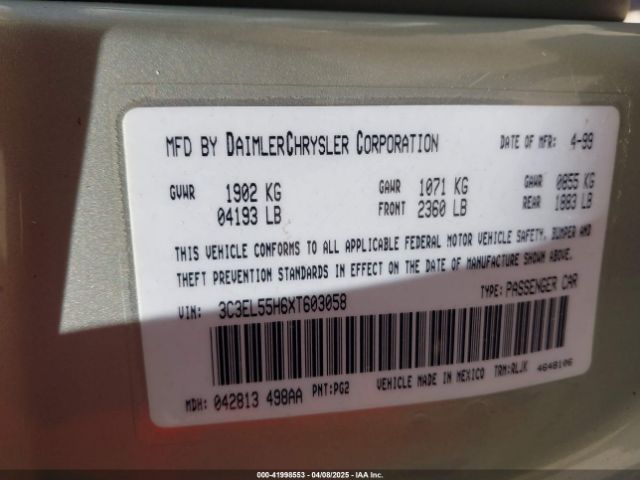 MFD BY DAIMLERCHRYSLER CORPORATION DATE OF MFR: 4-99
GVWR 1902 KG GAWR 1071 KG GAWR 0855 KG
04193 LB FRONT 2360 LB REAR 1883 LB
THIS VEHICLE CONFORMS TO ALL APPLICABLE FEDERAL MOTOR VEHICLE SAFETY, BUMPER AND
THEFT PREVENTION STANDARDS IN EFFECT ON THE DATE OF MANUFACTURE SHOWN ABOVE.
VIN: 3C3EL55H6XT603058 TYPE: PASSENGER CAR
MDH: 042813 498AA PNT:PG2 VEHICLE MADE IN MEXICO TRM:RLJK 4648106
00-41998553 - 04/08/2025 - IAA Inc.